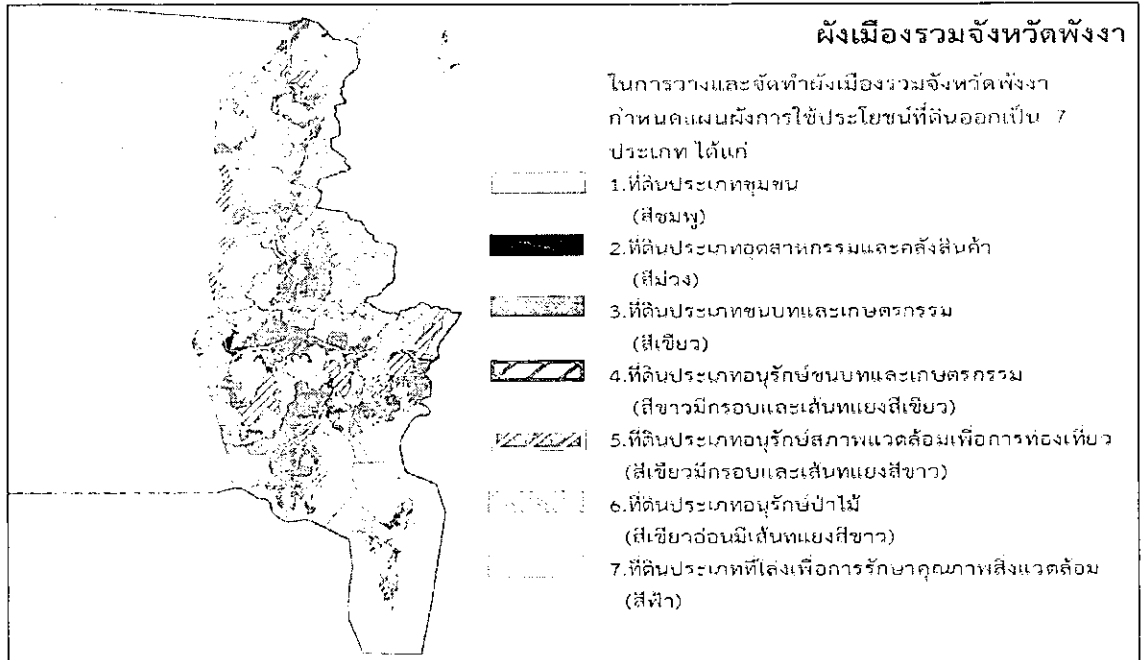 ผังเมืองรวมจังหวัดพังงา
ในการวางและจัดทำผังเมืองรวมจังหวัดพังงา
กำหนดแผนผังการใช้ประโยชน์ที่ดินออกเป็น 7
ประเภท ได้แก่
1.ที่ดินประเภทชุมชน
(สีชมพู)
2.ที่ดินประเภทอุตสาหกรรมและคลังสินค้า
(สีม่วง)
3.ที่ดินประเภทชนบทและเกษตรกรรม
(สีเขียว)
4.ที่ดินประเภทอนุรักษ์ชนบทและเกษตรกรรม
(สีขาวมีกรอบและเส้นทแยงสีเขียว)
5.ที่ดินประเภทอนุรักษ์สภาพแวดล้อมเพื่อการท่องเที่ยว
(สีเขียวมีกรอบและเส้นทแยงสีขาว)
6.ที่ดินประเภทอนุรักษ์ป่าไม้
(สีเขียวอ่อนมีเส้นทแยงสีขาว)
7.ที่ดินประเภทที่โล่งเพื่อการรักษาคุณภาพสิ่งแวดล้อม
(สีฟ้า)